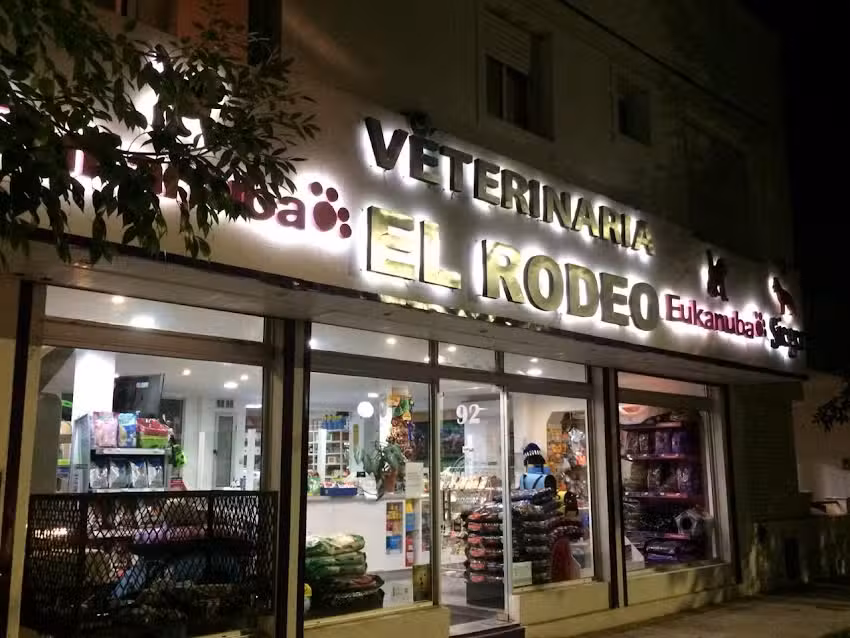 VETERINARIA
EL RODEO
Eukanuba
92